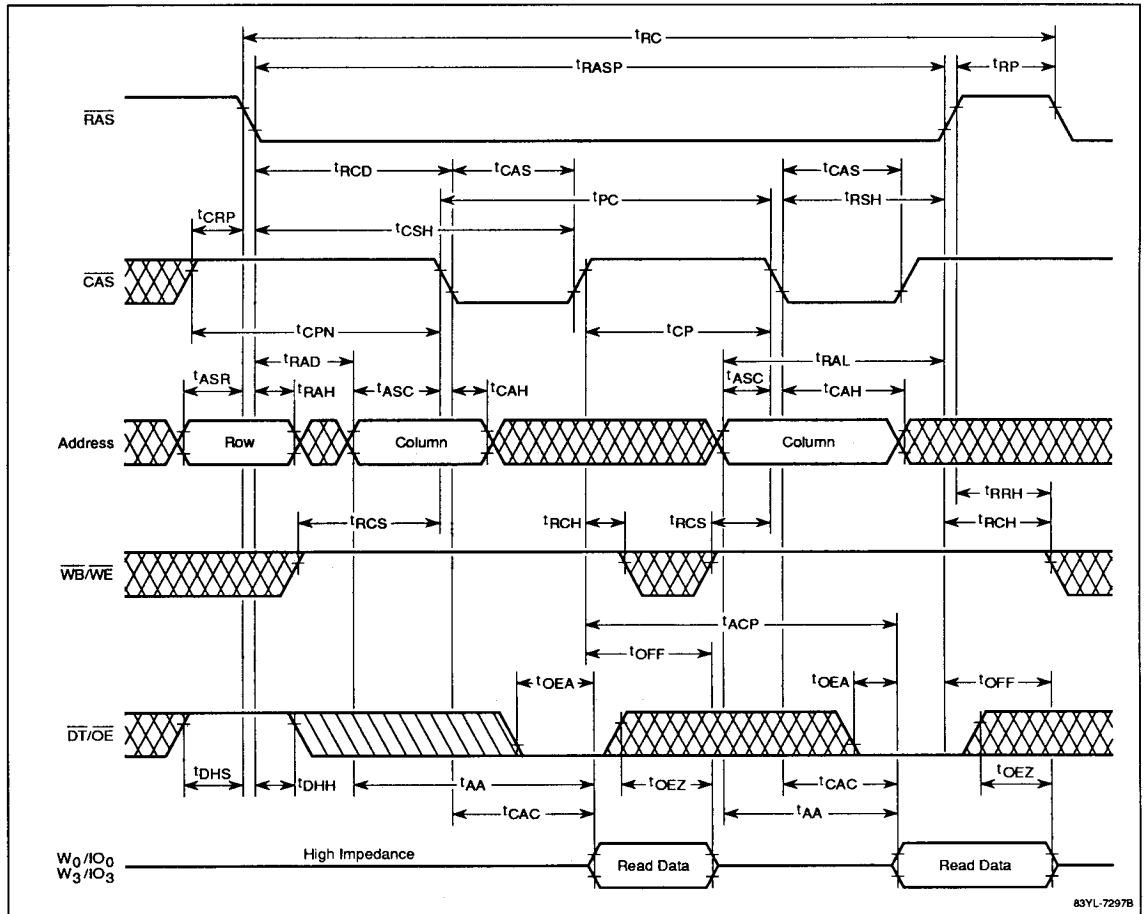 tRC
tRASP
tRP
RAS
tRCD
tCAS
tCAS
tPC
tRSH
tCRP
tCSH
CAS
tCPN
tCP
tRAD
tRAL
tASR
tRAH
tASC
tCAH
tASC
tCAH
Address
Row
Column
Column
tRRH
tRCS
tRCH
tRCS
tRCH
WB/WE
tACP
tOFF
tOEA
tOEA
tOFF
DT/OE
tDHS
tDHH
tAA
tOEZ
tCAC
tOEZ
tCAC
tAA
W0/IO0
W3/IO3
High Impedance
Read Data
Read Data
83YL-7297B